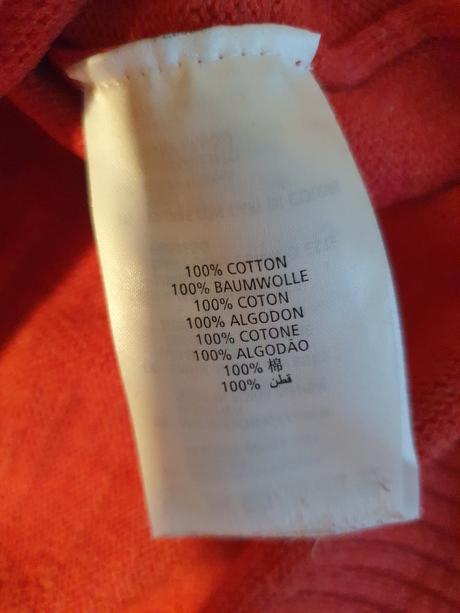 100% COTTON
100% BAUMWOLLE
100% COTON
100% ALGODON
100% COTONE
100% ALGODÃO
100% 棉
100% قطن